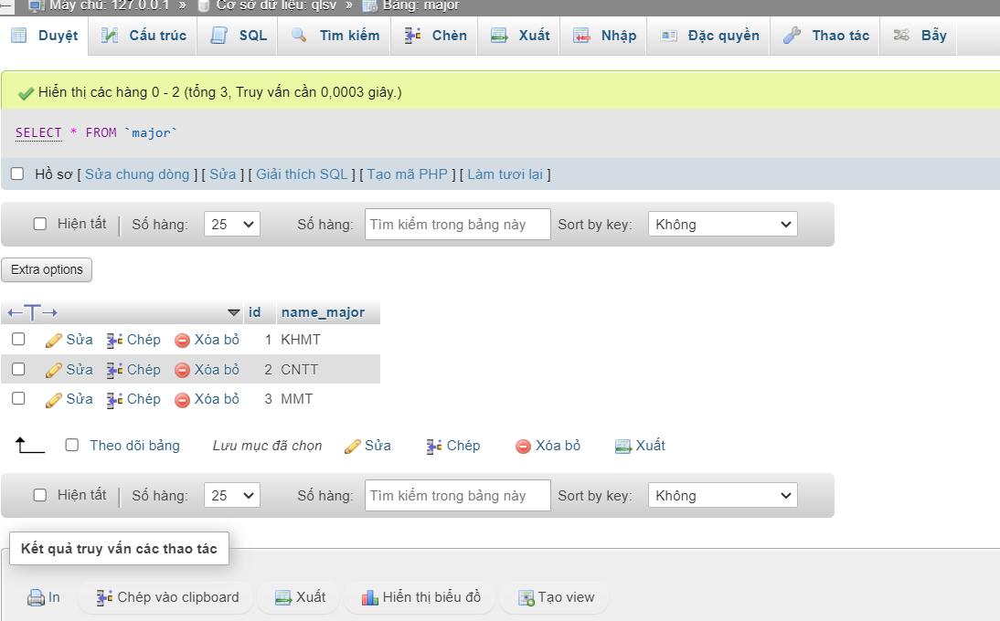 Máy chủ: 127.0.0.1 » Cơ sở dữ liệu: qlsv » Bảng: major
Duyệt Cấu trúc SQL Tìm kiếm Chèn Xuất Nhập Đặc quyền Thao tác Bẫy
Hiển thị các hàng 0 - 2 (tổng 3, Truy vấn cần 0,0003 giây.)
SELECT * FROM `major`
Hồ sơ [ Sửa chung dòng ] [ Sửa ] [ Giải thích SQL ] [ Tạo mã PHP ] [ Làm tươi lại ]
Hiện tất Số hàng: 25 Số hàng: Tìm kiếm trong bảng này Sort by key: Không
Extra options
←T→ id name_major
Sửa Chép Xóa bỏ 1 KHMT
Sửa Chép Xóa bỏ 2 CNTT
Sửa Chép Xóa bỏ 3 MMT
Theo dõi bảng Lưu mục đã chọn Sửa Chép Xóa bỏ Xuất
Hiện tất Số hàng: 25 Số hàng: Tìm kiếm trong bảng này Sort by key: Không
Kết quả truy vấn các thao tác
In Chép vào clipboard Xuất Hiển thị biểu đồ Tạo view